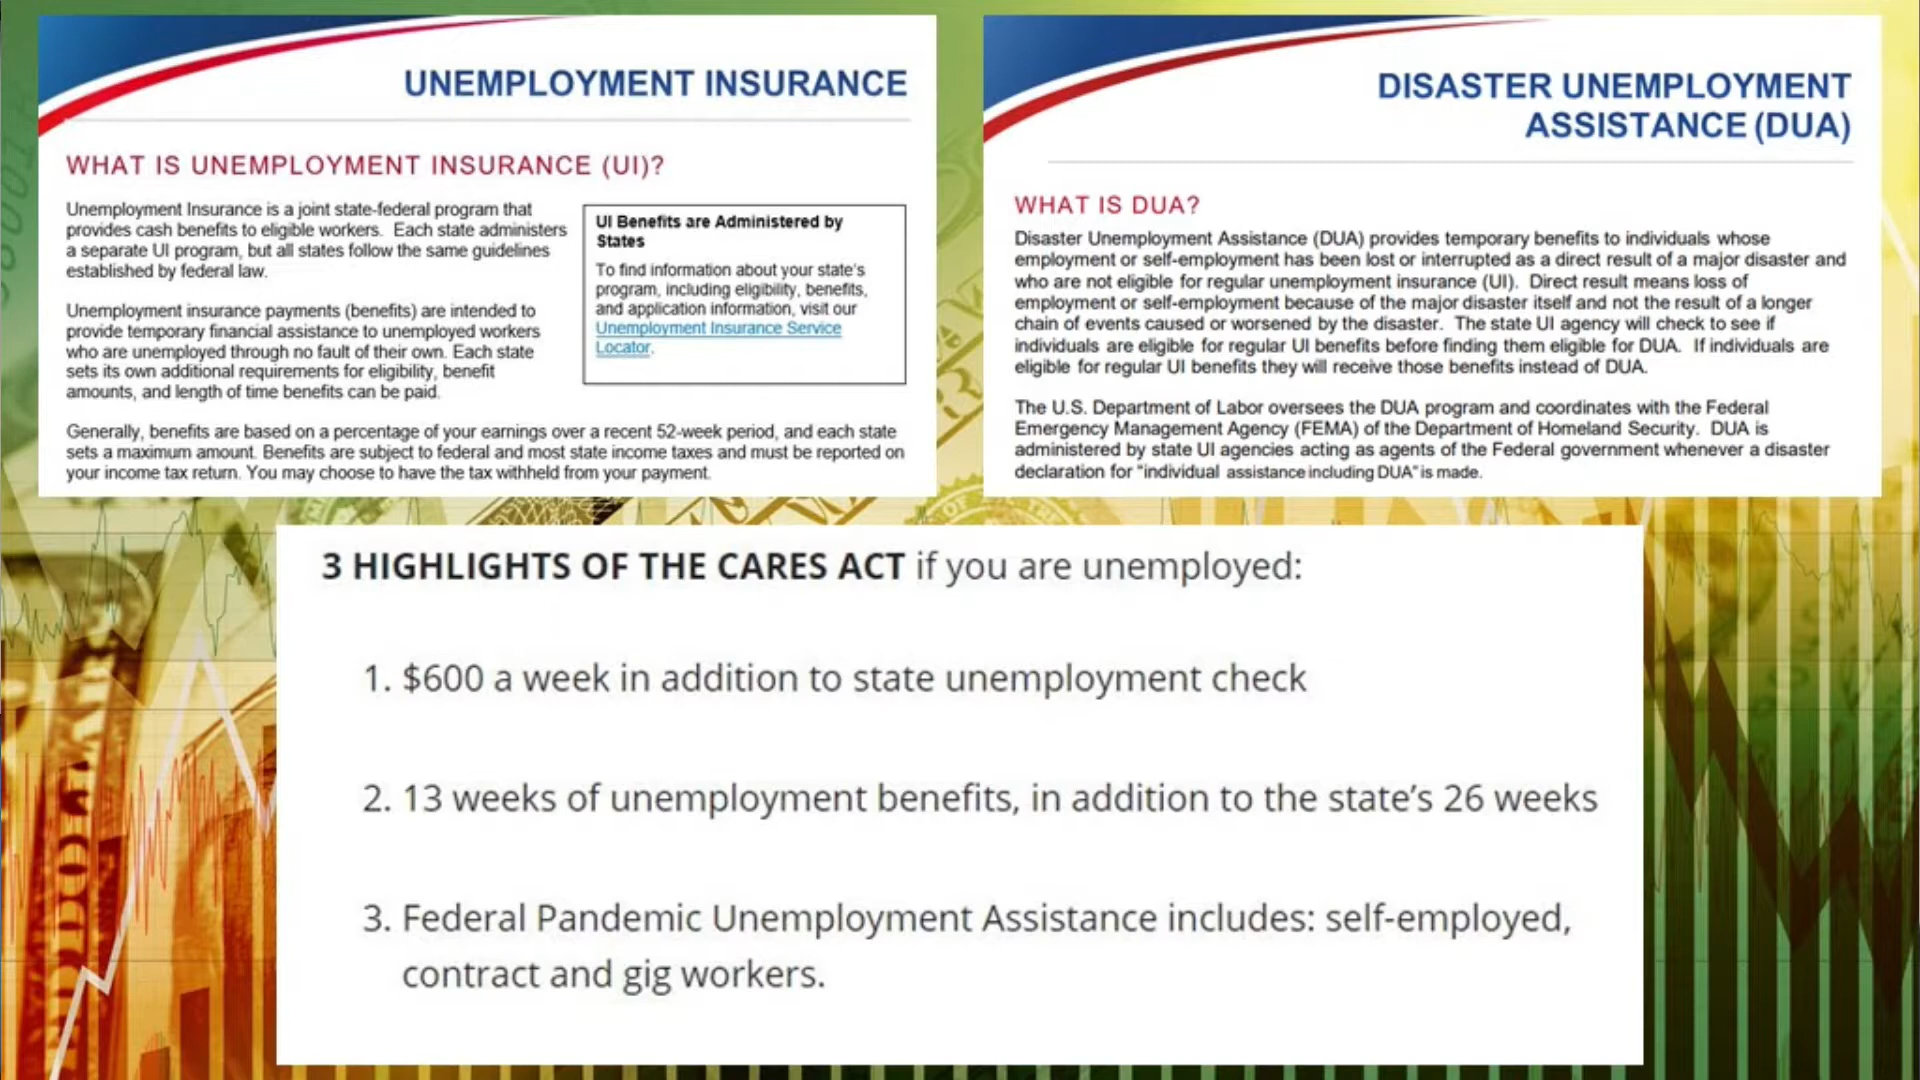 UNEMPLOYMENT INSURANCE
WHAT IS UNEMPLOYMENT INSURANCE (UI)?
Unemployment Insurance is a joint state-federal program that
provides cash benefits to eligible workers. Each state administers
a separate UI program, but all states follow the same guidelines
established by federal law.
Unemployment insurance payments (benefits) are intended to
provide temporary financial assistance to unemployed workers
who are unemployed through no fault of their own. Each state
sets its own additional requirements for eligibility, benefit
amounts, and length of time benefits can be paid.
UI Benefits are Administered by
States
To find information about your state's
program, including eligibility, benefits,
and application information, visit our
Unemployment Insurance Service
Locator.
Generally, benefits are based on a percentage of your earnings over a recent 52-week period, and each state
sets a maximum amount. Benefits are subject to federal and most state income taxes and must be reported on
your income tax return. You may choose to have the tax withheld from your payment.
DISASTER UNEMPLOYMENT
ASSISTANCE (DUA)
WHAT IS DUA?
Disaster Unemployment Assistance (DUA) provides temporary benefits to individuals whose
employment or self-employment has been lost or interrupted as a direct result of a major disaster and
who are not eligible for regular unemployment insurance (UI). Direct result means loss of
employment or self-employment because of the major disaster itself and not the result of a longer
chain of events caused or worsened by the disaster. The state UI agency will check to see if
individuals are eligible for regular UI benefits before finding them eligible for DUA. If individuals are
eligible for regular UI benefits they will receive those benefits instead of DUA.
The U.S. Department of Labor oversees the DUA program and coordinates with the Federal
Emergency Management Agency (FEMA) of the Department of Homeland Security. DUA is
administered by state UI agencies acting as agents of the Federal government whenever a disaster
declaration for "individual assistance including DUA" is made.
3 HIGHLIGHTS OF THE CARES ACT if you are unemployed:
1. $600 a week in addition to state unemployment check
2. 13 weeks of unemployment benefits, in addition to the state's 26 weeks
3. Federal Pandemic Unemployment Assistance includes: self-employed,
contract and gig workers.